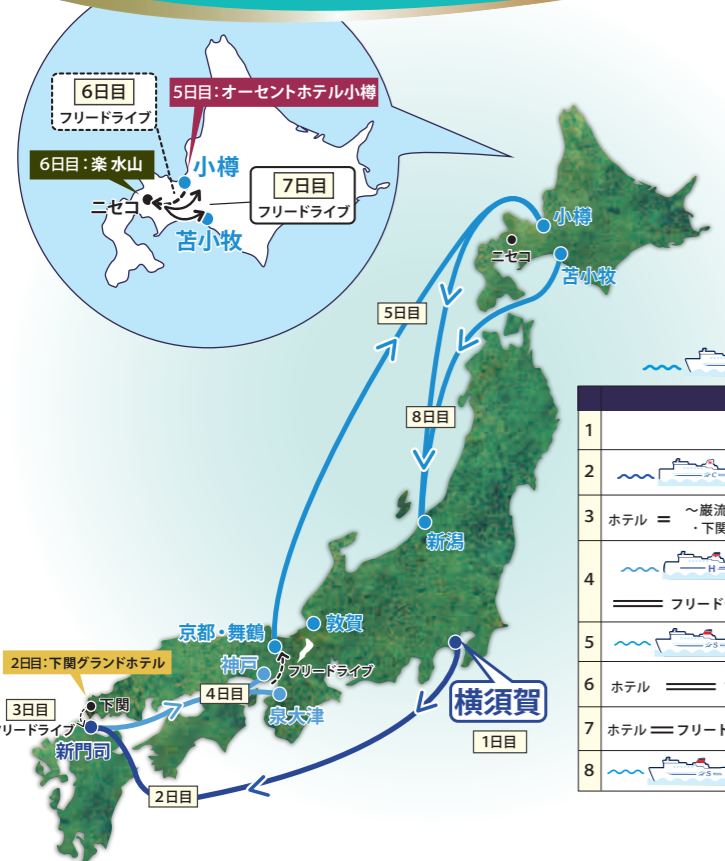 6日目
フリードライブ
5日目：オーセントホテル小樽
6日目：楽 水山
小樽
ニセコ
7日目
フリードライブ
苫小牧
小樽
ニセコ
苫小牧
5日目
8日目
新潟
敦賀
京都・舞鶴
神戸
フリードライブ
泉大津
4日目
2日目：下関グランドホテル
3日目
フリードライブ
下関
新門司
2日目
横須賀
1日目
1
2
3 ホテル = ～巌流
・下関
4
H
フリード
5
S
6 ホテル
7 ホテル＝フリード
8
S